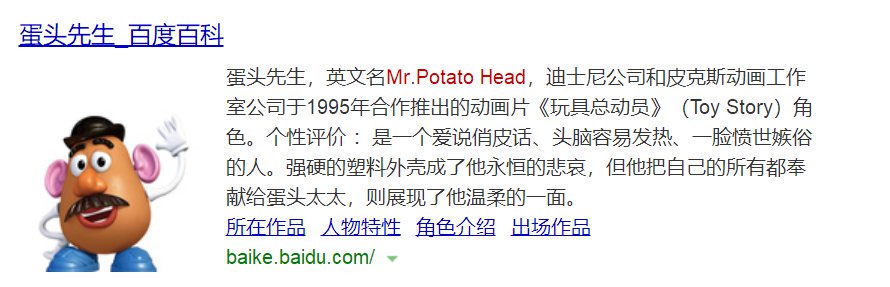 蛋头先生_百度百科
蛋头先生，英文名Mr.Potato Head，迪士尼公司和皮克斯动画工作
室公司于1995年合作推出的动画片《玩具总动员》（Toy Story）角
色。个性评价 ：是一个爱说俏皮话、头脑容易发热、一脸愤世嫉俗
的人。强硬的塑料外壳成了他永恒的悲哀，但他把自己的所有都奉
献给蛋头太太，则展现了他温柔的一面。
所在作品 人物特性 角色介绍 出场作品
baike.baidu.com/